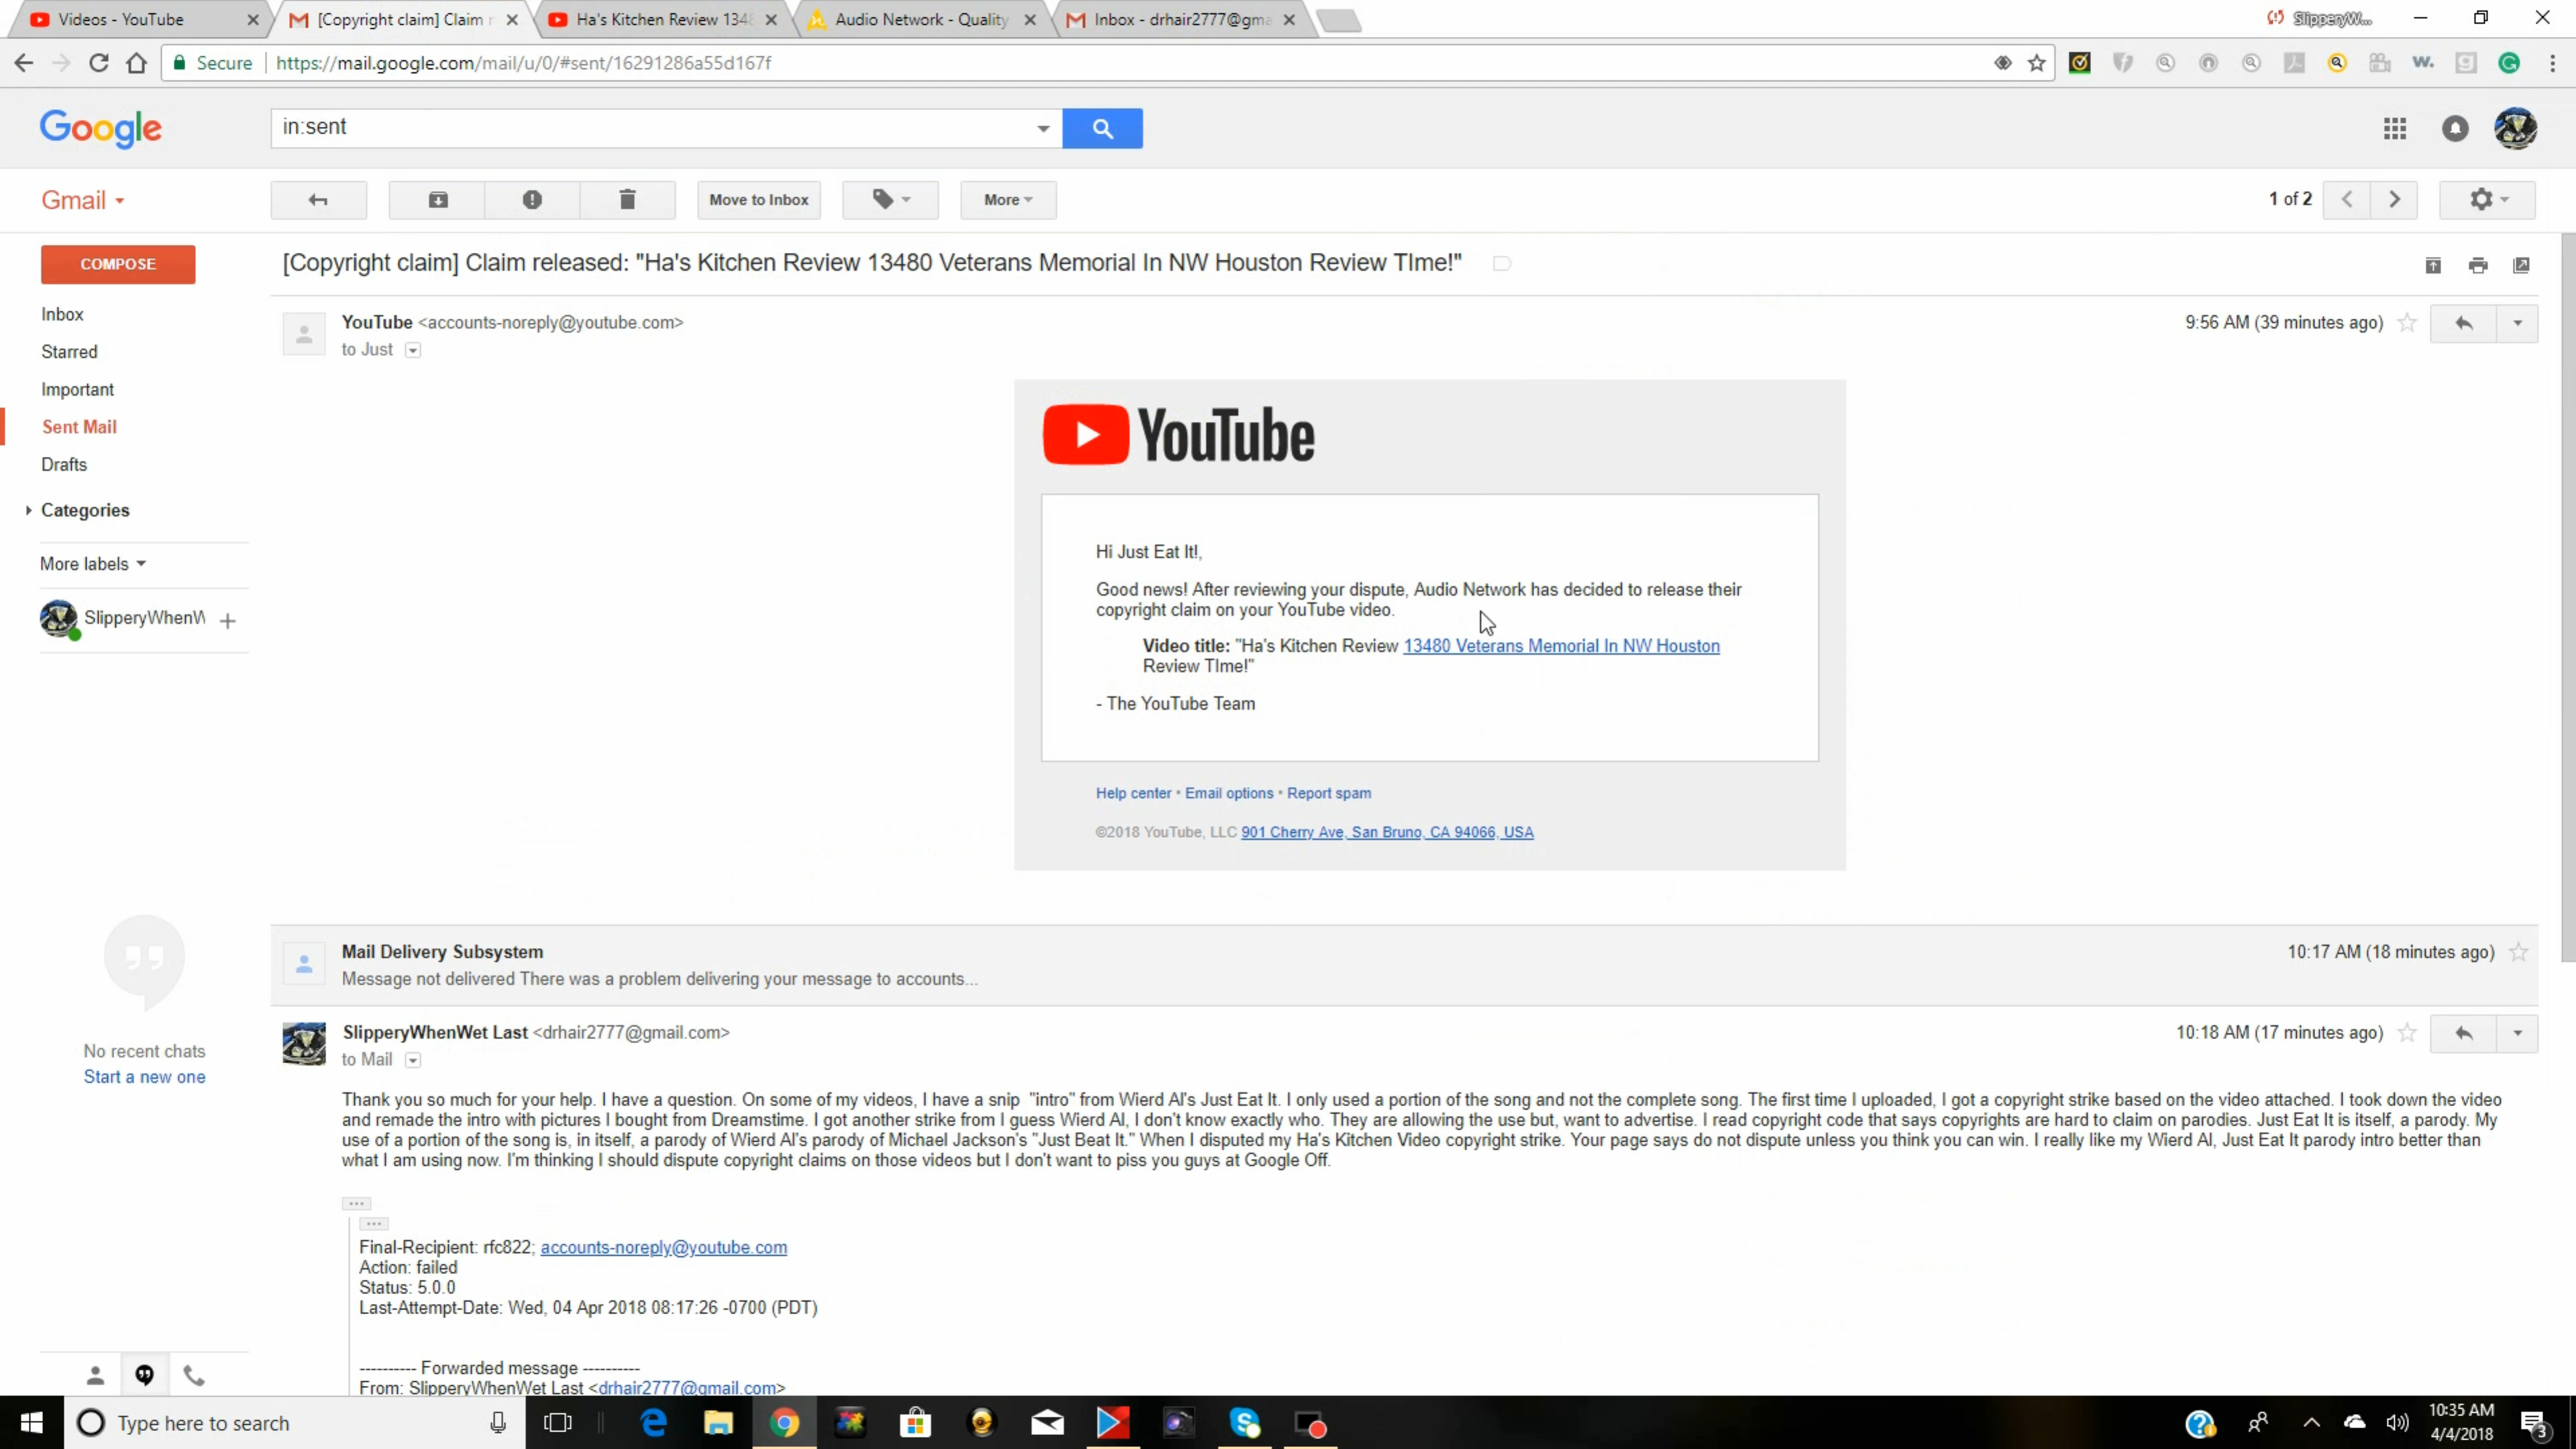 Videos - YouTube
[Copyright claim] Claim r
Ha's Kitchen Review 1348
Audio Network - Quality
Inbox - drhair2777@gma
SlipperyW...
Secure
https://mail.google.com/mail/u/0/#sent/16291286a55d167f
Google
in:sent
Gmail
Move to Inbox
More
1 of 2
COMPOSE
[Copyright claim] Claim released: "Ha's Kitchen Review 13480 Veterans Memorial In NW Houston Review TIme!"
Inbox
Starred
Important
Sent Mail
Drafts
Categories
More labels
SlipperyWhenW
YouTube <accounts-noreply@youtube.com>
9:56 AM (39 minutes ago)
to Just
YouTube
Hi Just Eat It!,
Good news! After reviewing your dispute, Audio Network has decided to release their
copyright claim on your YouTube video.
Video title: "Ha's Kitchen Review 13480 Veterans Memorial In NW Houston
Review TIme!"
- The YouTube Team
Help center • Email options • Report spam
©2018 YouTube, LLC 901 Cherry Ave, San Bruno, CA 94066, USA
Mail Delivery Subsystem
10:17 AM (18 minutes ago)
Message not delivered There was a problem delivering your message to accounts...
SlipperyWhenWet Last <drhair2777@gmail.com>
10:18 AM (17 minutes ago)
to Mail
Thank you so much for your help. I have a question. On some of my videos, I have a snip "intro" from Wierd Al's Just Eat It. I only used a portion of the song and not the complete song. The first time I uploaded, I got a copyright strike based on the video attached. I took down the video
and remade the intro with pictures I bought from Dreamstime. I got another strike from I guess Wierd Al, I don't know exactly who. They are allowing the use but, want to advertise. I read copyright code that says copyrights are hard to claim on parodies. Just Eat It is itself, a parody. My
use of a portion of the song is, in itself, a parody of Wierd Al's parody of Michael Jackson's "Just Beat It." When I disputed my Ha's Kitchen Video copyright strike. Your page says do not dispute unless you think you can win. I really like my Wierd Al, Just Eat It parody intro better than
what I am using now. I'm thinking I should dispute copyright claims on those videos but I don't want to piss you guys at Google Off.
Final-Recipient: rfc822; accounts-noreply@youtube.com
Action: failed
Status: 5.0.0
Last-Attempt-Date: Wed, 04 Apr 2018 08:17:26 -0700 (PDT)
---------- Forwarded message ----------
From: SlipperyWhenWet Last <drhair2777@gmail.com>
No recent chats
Start a new one
Type here to search
10:35 AM
4/4/2018
3